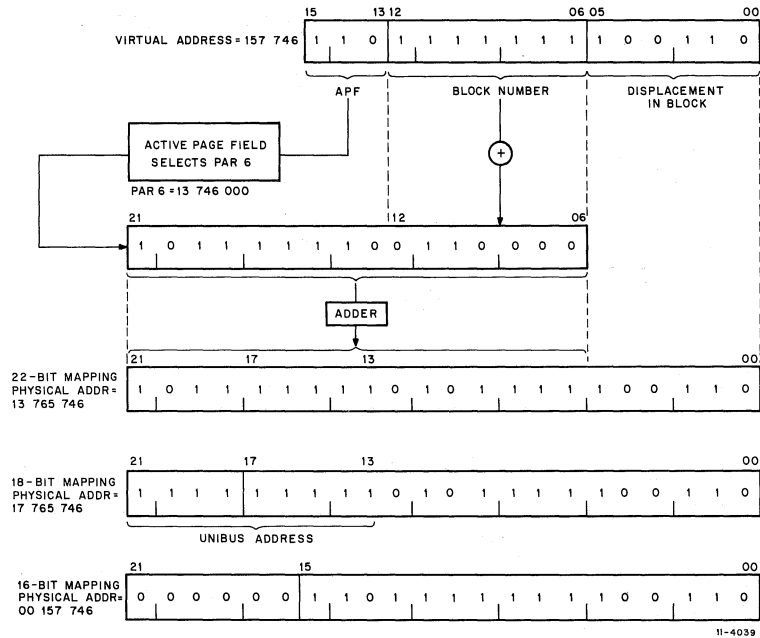 15 13 12 06 05 00
VIRTUAL ADDRESS = 157 746 1 1 0 1 1 1 1 1 1 1 1 0 0 1 1 0
APF BLOCK NUMBER DISPLACEMENT
IN BLOCK
ACTIVE PAGE FIELD
SELECTS PAR 6
+
PAR 6 = 13 746 000
21 12 06
1 0 1 1 1 1 1 1 0 0 1 1 0 0 0 0
ADDER
21 17 13 00
22-BIT MAPPING
PHYSICAL ADDR=
13 765 746
1 0 1 1 1 1 1 1 1 0 1 0 1 1 1 1 1 0 0 1 1 0
21 17 13 00
18-BIT MAPPING
PHYSICAL ADDR=
17 765 746
1 1 1 1 1 1 1 1 1 0 1 0 1 1 1 1 1 0 0 1 1 0
UNIBUS ADDRESS
21 15 00
16-BIT MAPPING
PHYSICAL ADDR=
00 157 746
0 0 0 0 0 0 1 1 0 1 1 1 1 1 1 1 1 0 0 1 1 0
11-4039